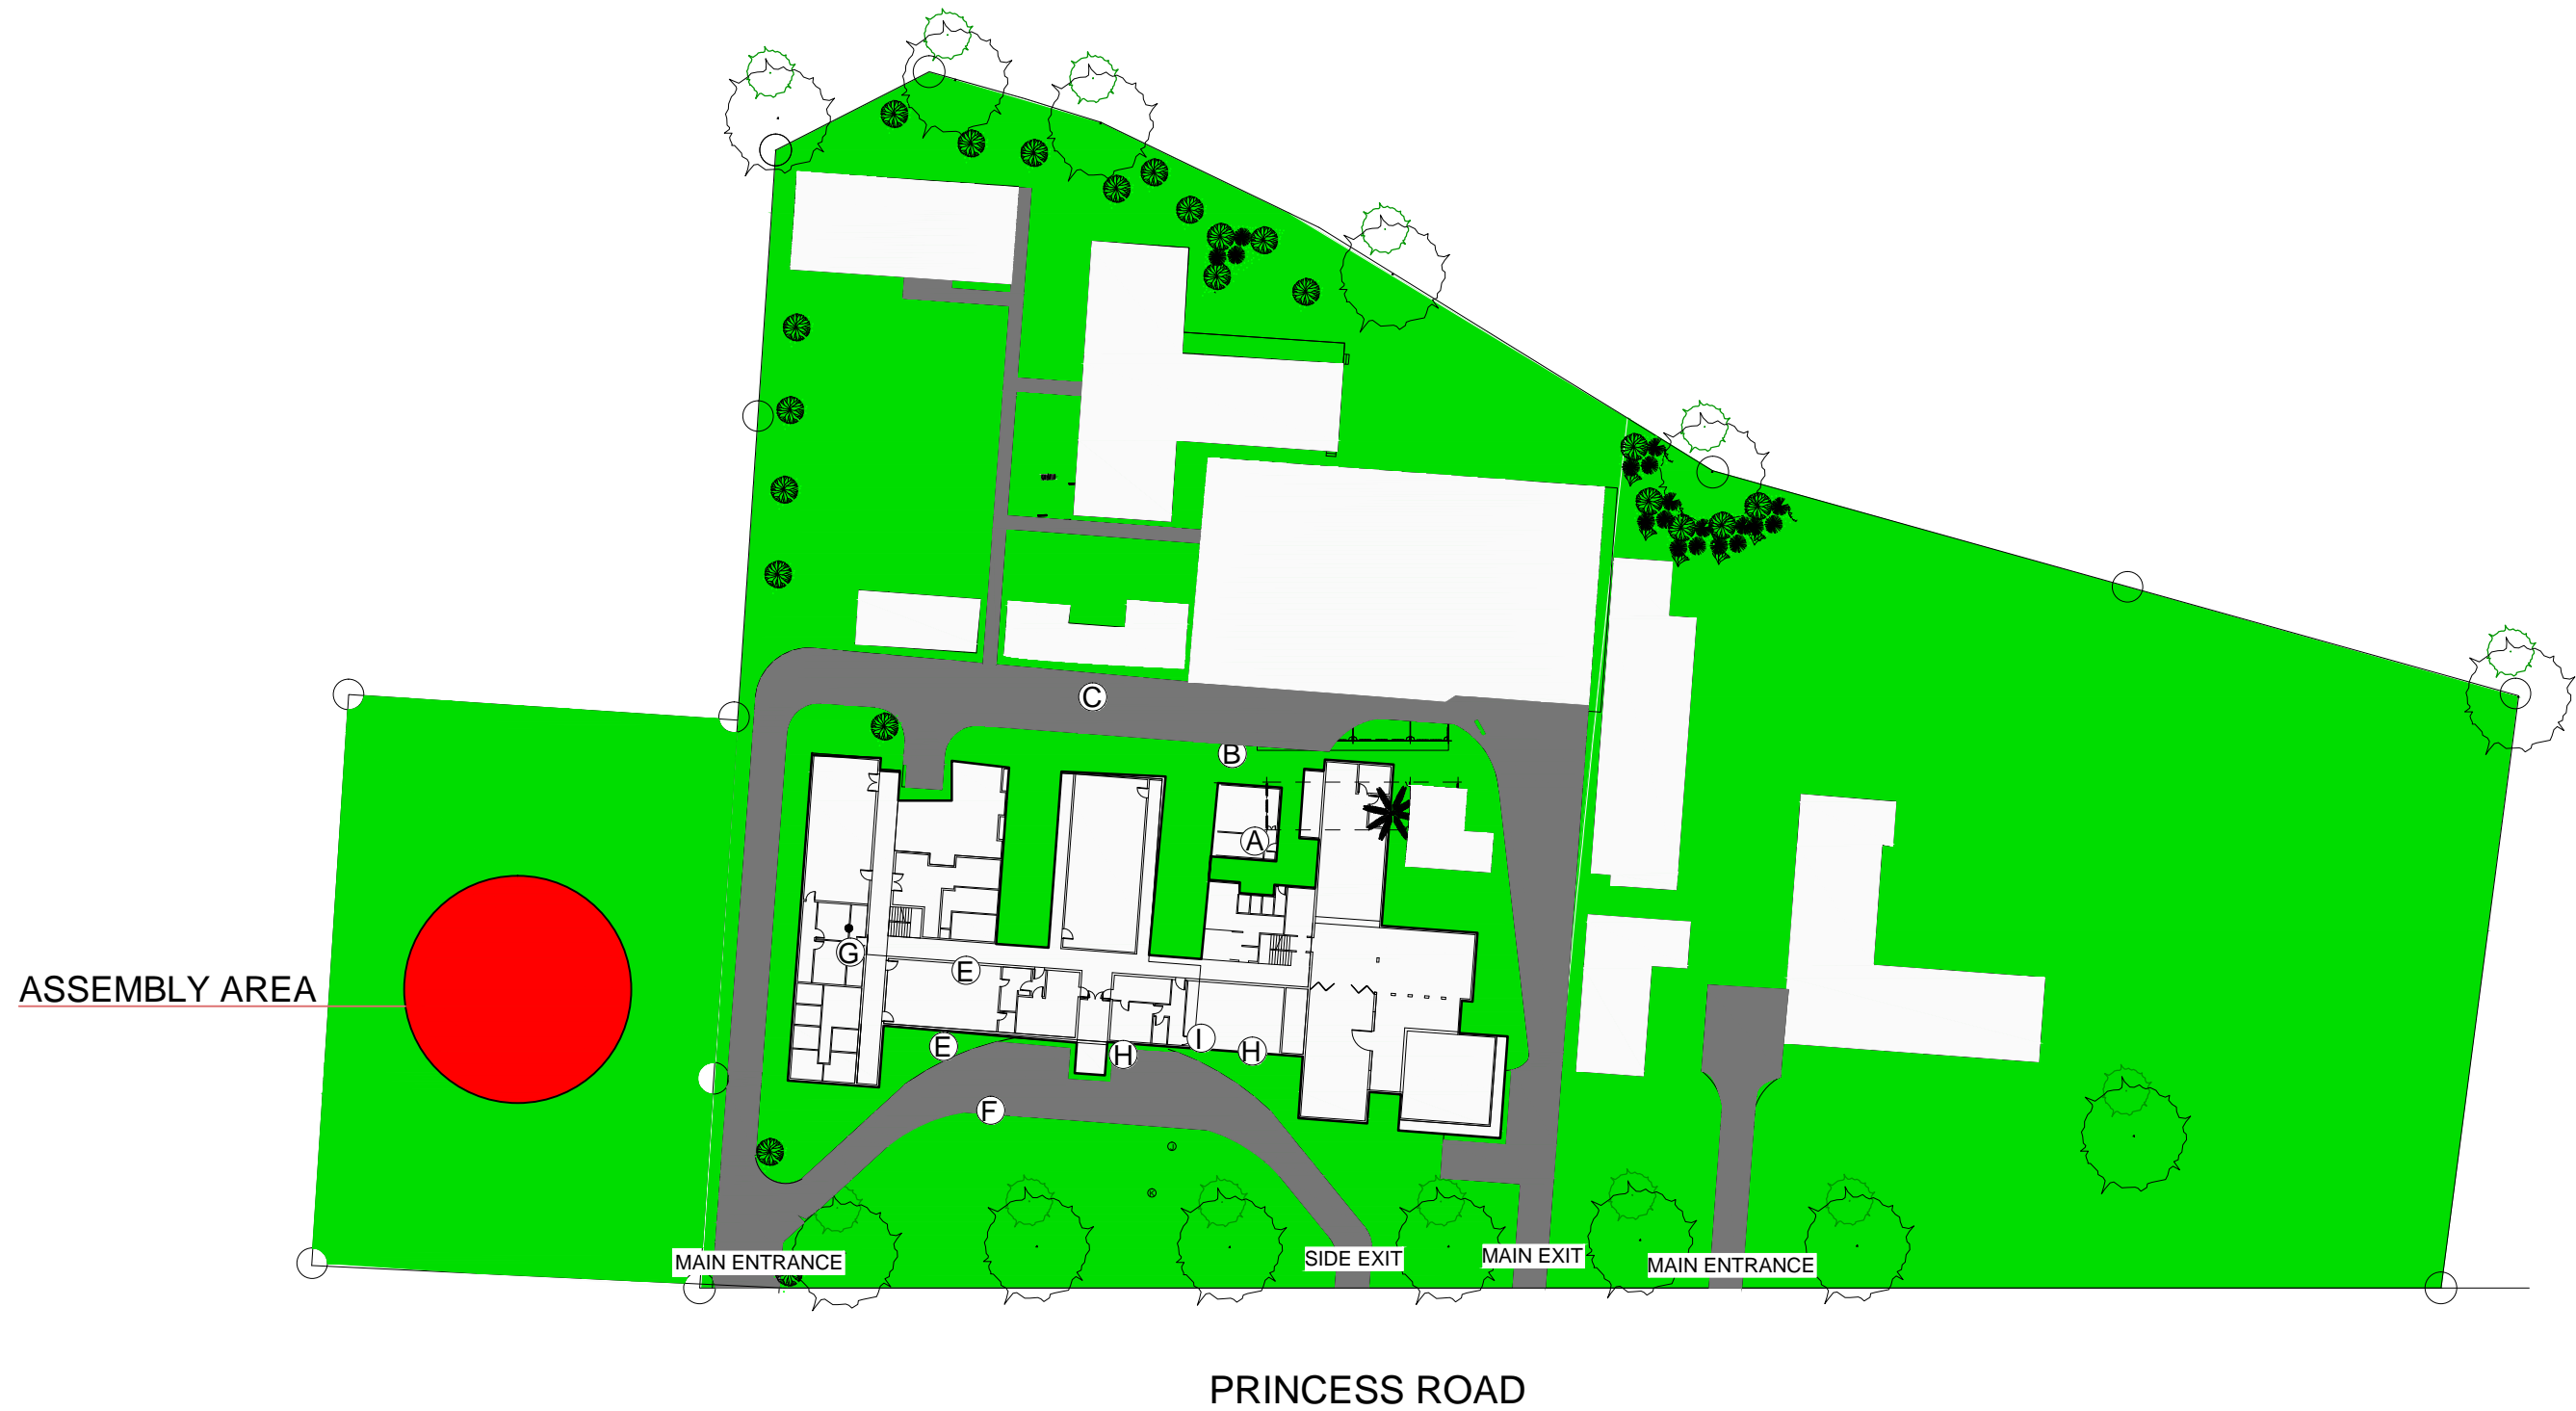 C
B
A
G
E
ASSEMBLY AREA
E
I
H
H
F
J
K
SIDE EXIT
MAIN EXIT
MAIN ENTRANCE
MAIN ENTRANCE
PRINCESS ROAD